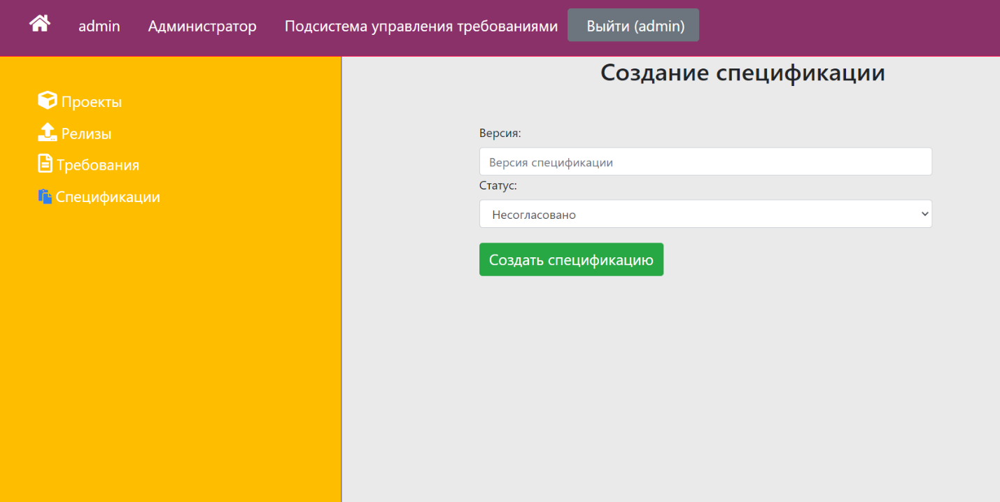 admin Администратор Подсистема управления требованиями Выйти (admin)
Проекты
Релизы
Требования
Спецификации
Создание спецификации
Версия:
Версия спецификации
Статус:
Несогласовано
Создать спецификацию